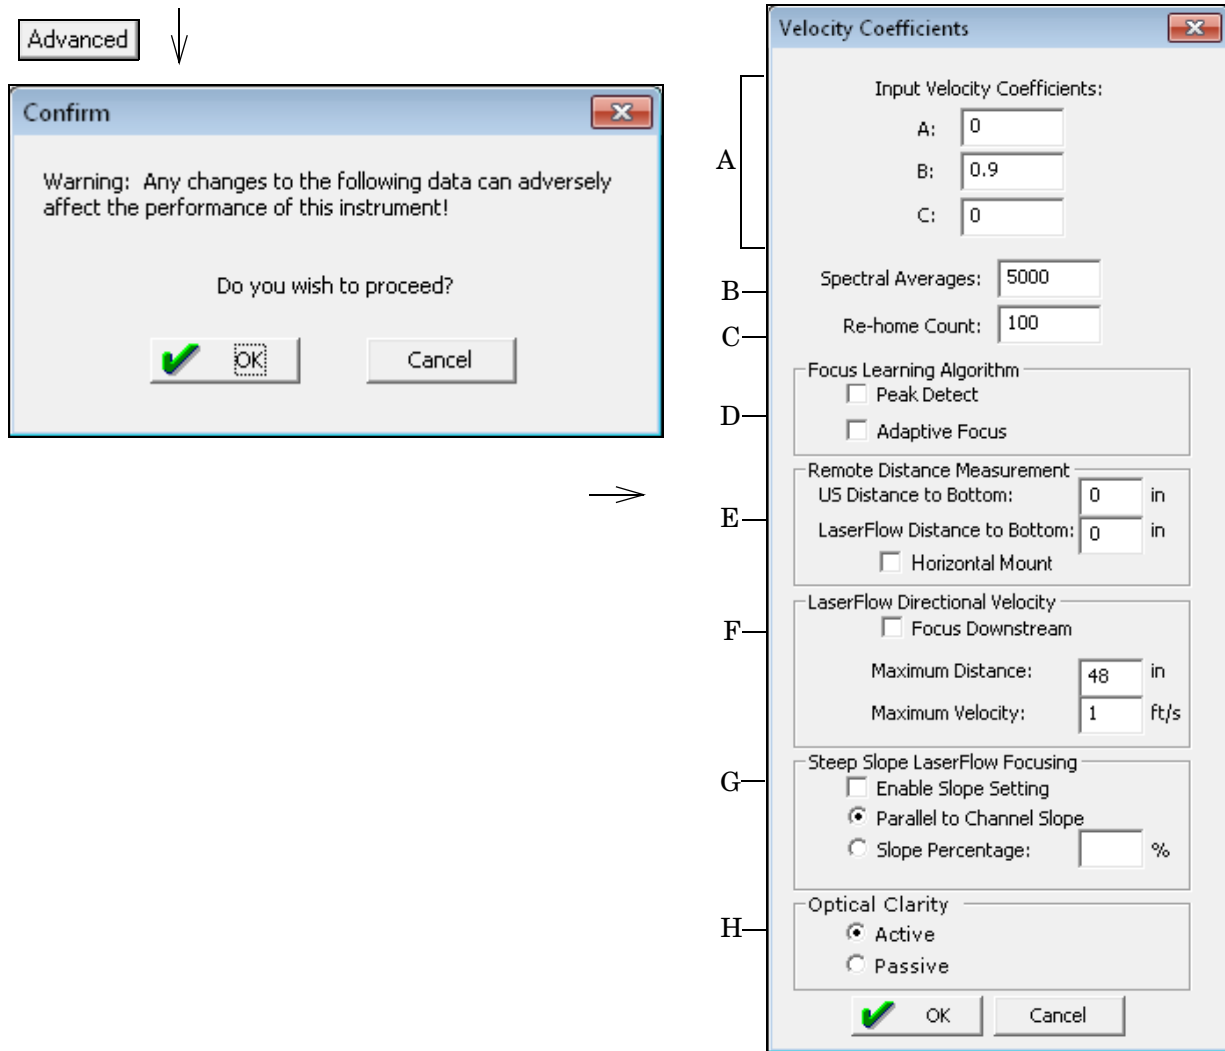 Advanced
Confirm
Warning:  Any changes to the following data can adversely
affect the performance of this instrument!
Do you wish to proceed?
OK
Cancel
Velocity Coefficients
A
Input Velocity Coefficients:
A: 0
B: 0.9
C: 0
B
Spectral Averages: 5000
C
Re-home Count: 100
Focus Learning Algorithm
Peak Detect
D
Adaptive Focus
Remote Distance Measurement
US Distance to Bottom: 0 in
E
LaserFlow Distance to Bottom: 0 in
Horizontal Mount
LaserFlow Directional Velocity
F
Focus Downstream
Maximum Distance: 48 in
Maximum Velocity: 1 ft/s
Steep Slope LaserFlow Focusing
G
Enable Slope Setting
Parallel to Channel Slope
Slope Percentage: %
Optical Clarity
H
Active
Passive
OK
Cancel